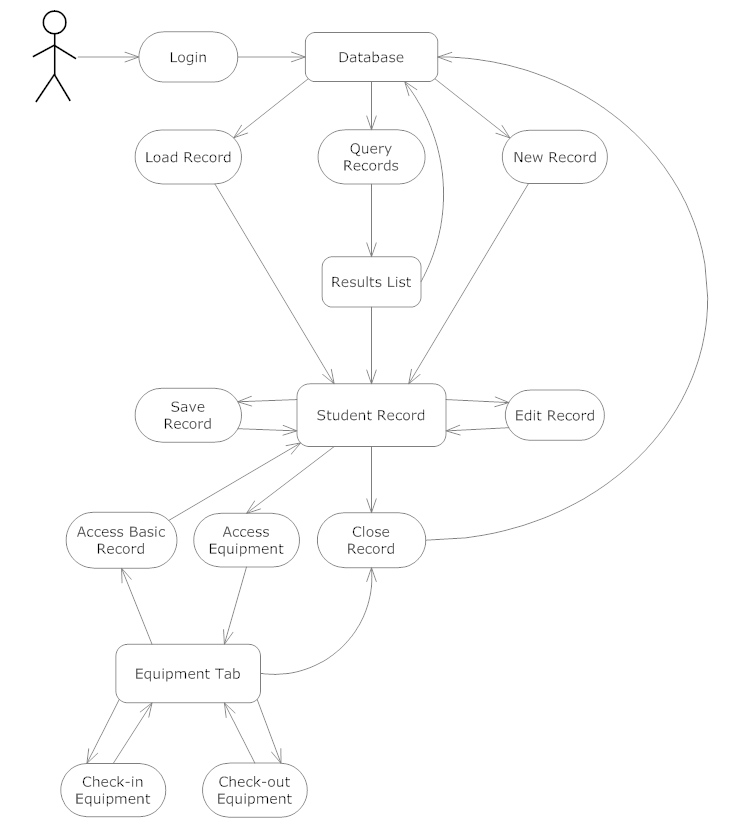 Login
Database
Load Record
Query
Records
New Record
Results List
Save
Record
Student Record
Edit Record
Access Basic
Record
Access
Equipment
Close
Record
Equipment Tab
Check-in
Equipment
Check-out
Equipment